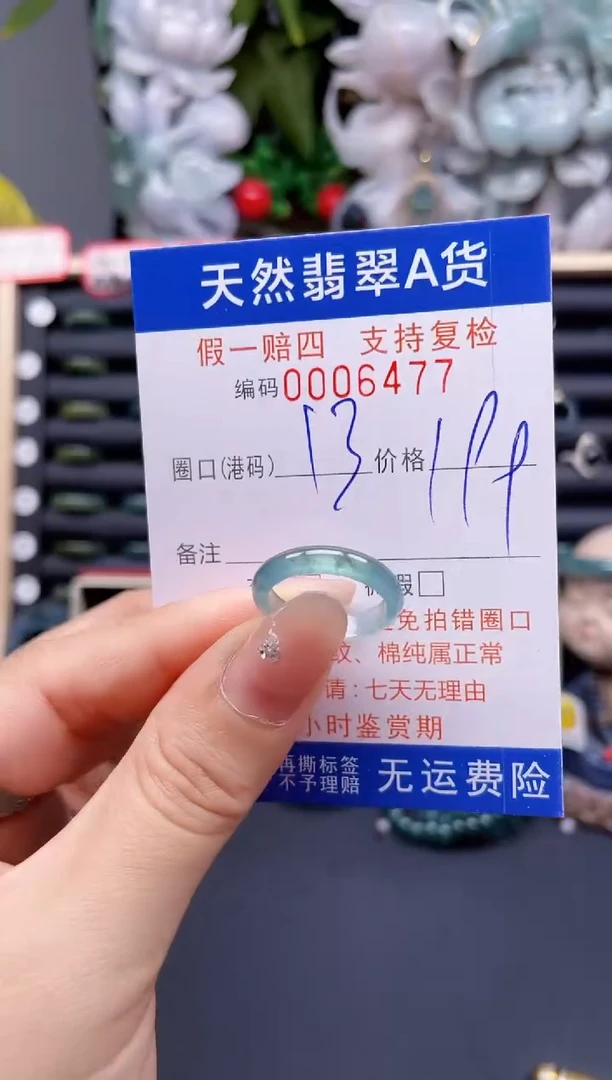 天然翡翠A货
假一赔四 支持复检
编码0006477
圈口(港码) 13 价格 199
备注
假□
免拍错圈口
纹、棉纯属正常
请:七天无理由
小时鉴赏期
再撕标签
不予理赔 无运费险